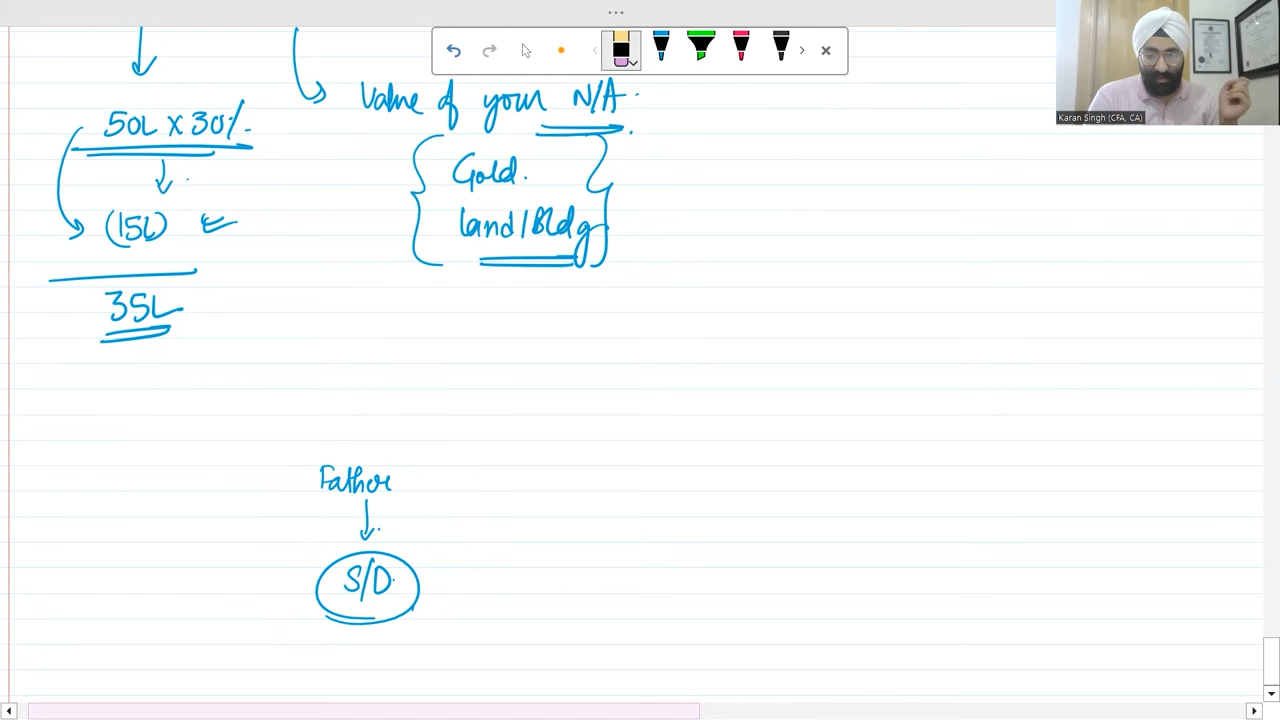 Value of your N/A.
50L x 30%.
Gold.
(15L)
land/Bldg
35L
Father
S/D
Karan Singh (CFA, CA)